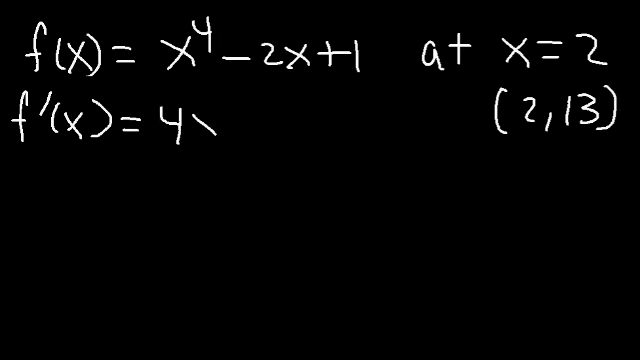 f(x) = x⁴ - 2x + 1 at x = 2
(2, 13)
f'(x) = 4